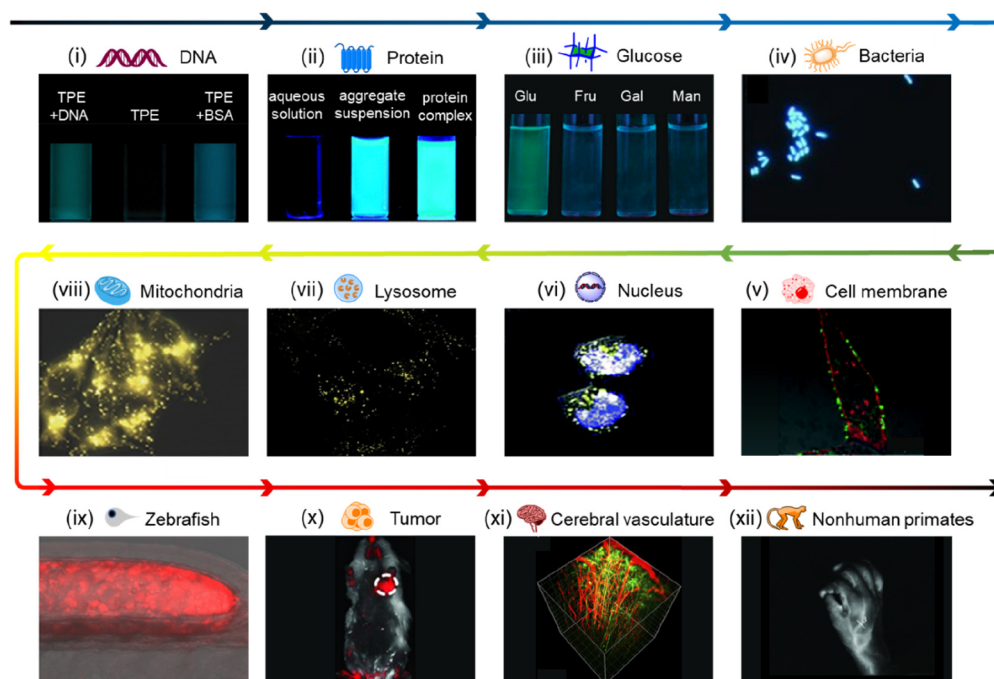 (i) DNA
(ii) Protein
(iii) Glucose
(iv) Bacteria
TPE +DNA
TPE
TPE +BSA
aqueous solution
aggregate suspension
protein complex
Glu
Fru
Gal
Man
(viii) Mitochondria
(vii) Lysosome
(vi) Nucleus
(v) Cell membrane
(ix) Zebrafish
(x) Tumor
(xi) Cerebral vasculature
(xii) Nonhuman primates